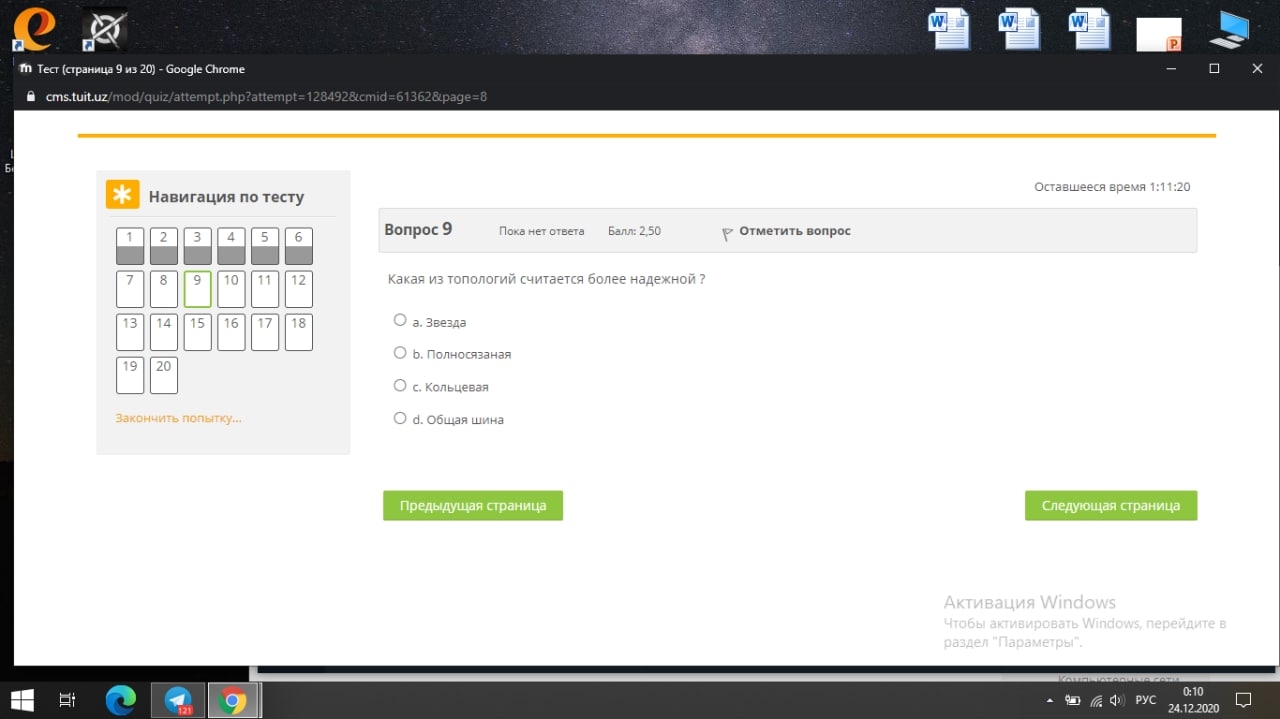 Тест (страница 9 из 20) - Google Chrome
cms.tuit.uz/mod/quiz/attempt.php?attempt=128492&cmid=61362&page=8
Навигация по тесту
1 2 3 4 5 6
7 8 9 10 11 12
13 14 15 16 17 18
19 20
Закончить попытку...
Оставшееся время 1:11:20
Вопрос 9 Пока нет ответа Балл: 2,50 Отметить вопрос
Какая из топологий считается более надежной ?
a. Звезда
b. Полносязаная
c. Кольцевая
d. Общая шина
Предыдущая страница
Следующая страница
Активация Windows
Чтобы активировать Windows, перейдите в
раздел "Параметры".
Компьютерные сети
121
РУС
0:10
24.12.2020